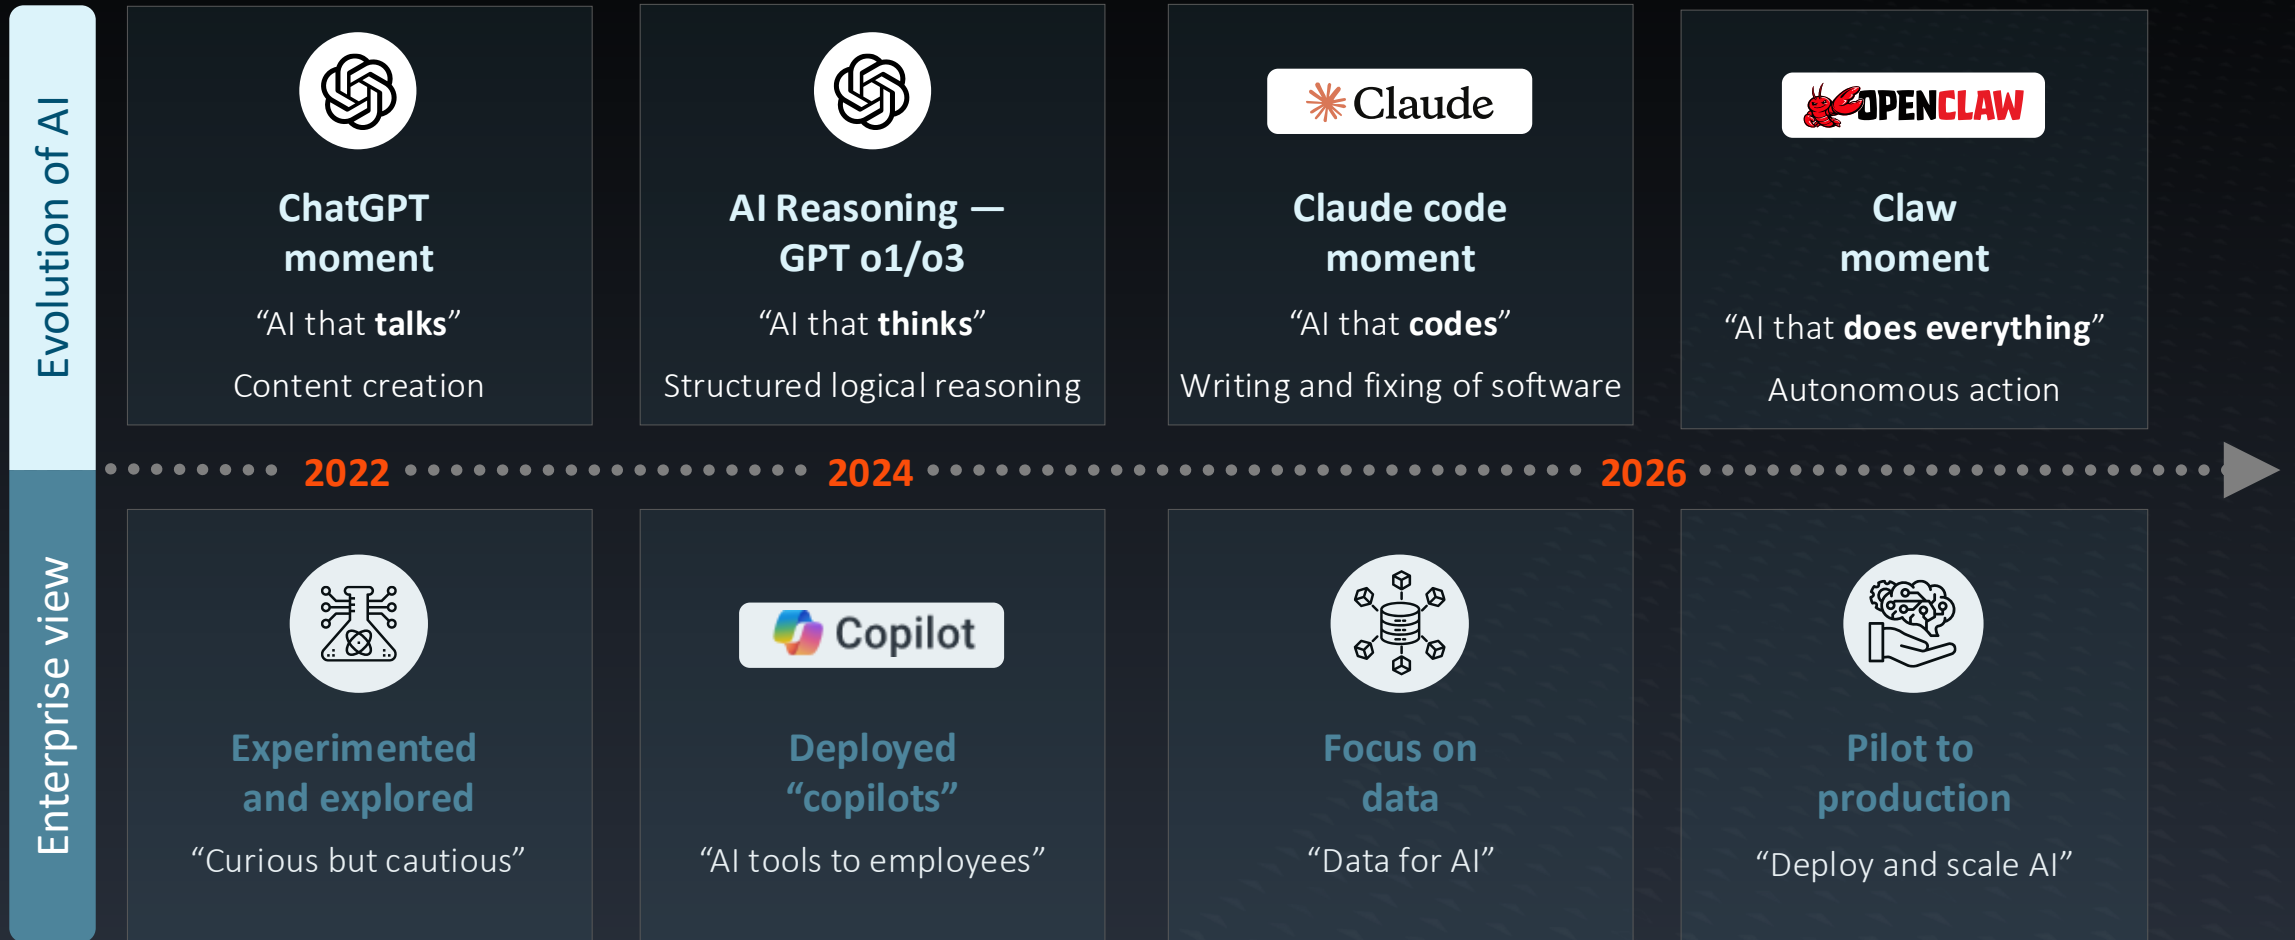 Evolution of AI
ChatGPT
moment
“AI that talks”
Content creation
AI Reasoning —
GPT o1/o3
“AI that thinks”
Structured logical reasoning
Claude
Claude code
moment
“AI that codes”
Writing and fixing of software
OPENCLAW
Claw
moment
“AI that does everything”
Autonomous action
2022
2024
2026
Enterprise view
Experimented
and explored
“Curious but cautious”
Copilot
Deployed
“copilots”
“AI tools to employees”
Focus on
data
“Data for AI”
Pilot to
production
“Deploy and scale AI”